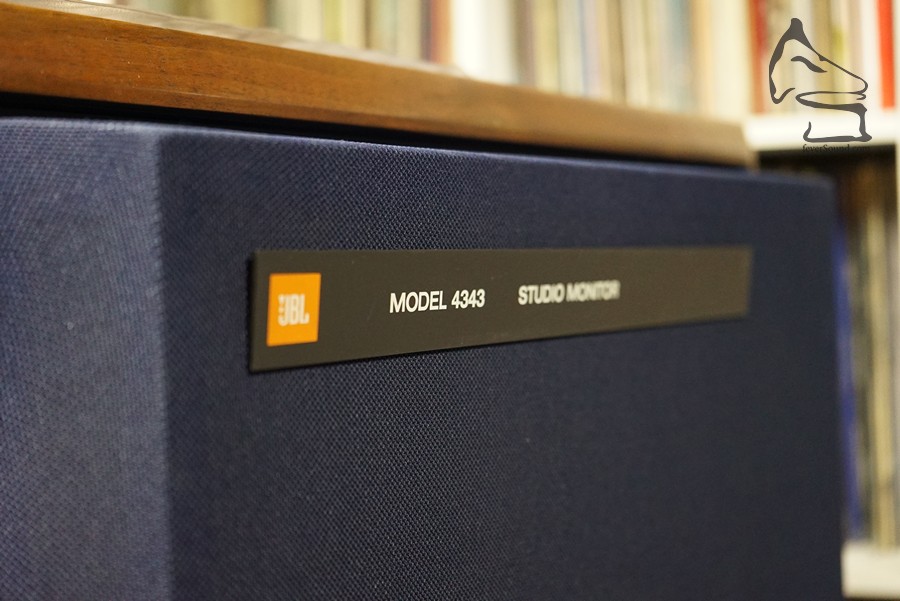 JBL MODEL 4343 STUDIO MONITOR